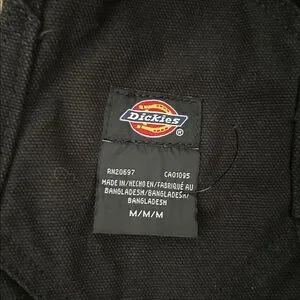 Dickies
®
RN20697 CA01095
MADE IN/HECHO EN/FABRIQUÉ AU
BANGLADESH/BANGLADESH/
BANGLADESH
M/M/M